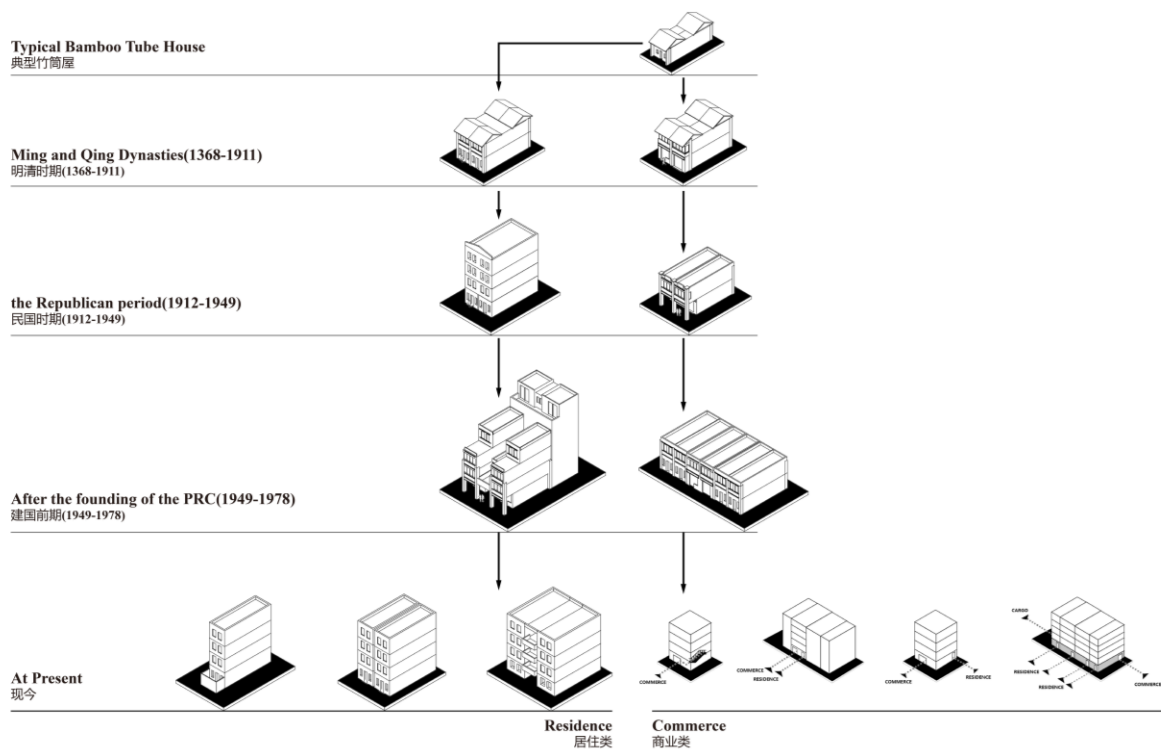 Typical Bamboo Tube House
典型竹筒屋
Ming and Qing Dynasties(1368-1911)
明清时期(1368-1911)
the Republican period(1912-1949)
民国时期(1912-1949)
After the founding of the PRC(1949-1978)
建国前期(1949-1978)
At Present
现今
COMMERCE
COMMERCE
RESIDENCE
COMMERCE
RESIDENCE
CARGO
RESIDENCE
RESIDENCE
COMMERCE
Residence
居住类
Commerce
商业类